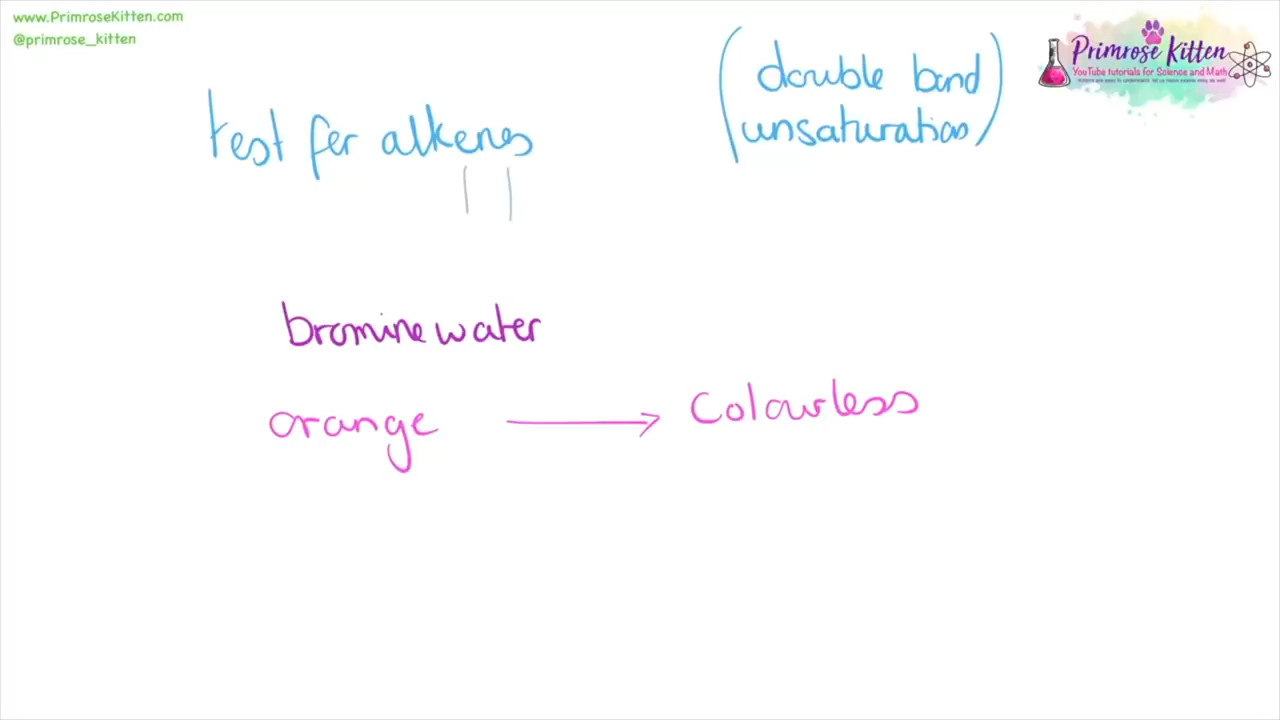 www.PrimroseKitten.com
@primrose_kitten
Primrose Kitten
YouTube tutorials for Science and Math
(double bond
unsaturation)
test for alkenes
bromine water
orange → colourless